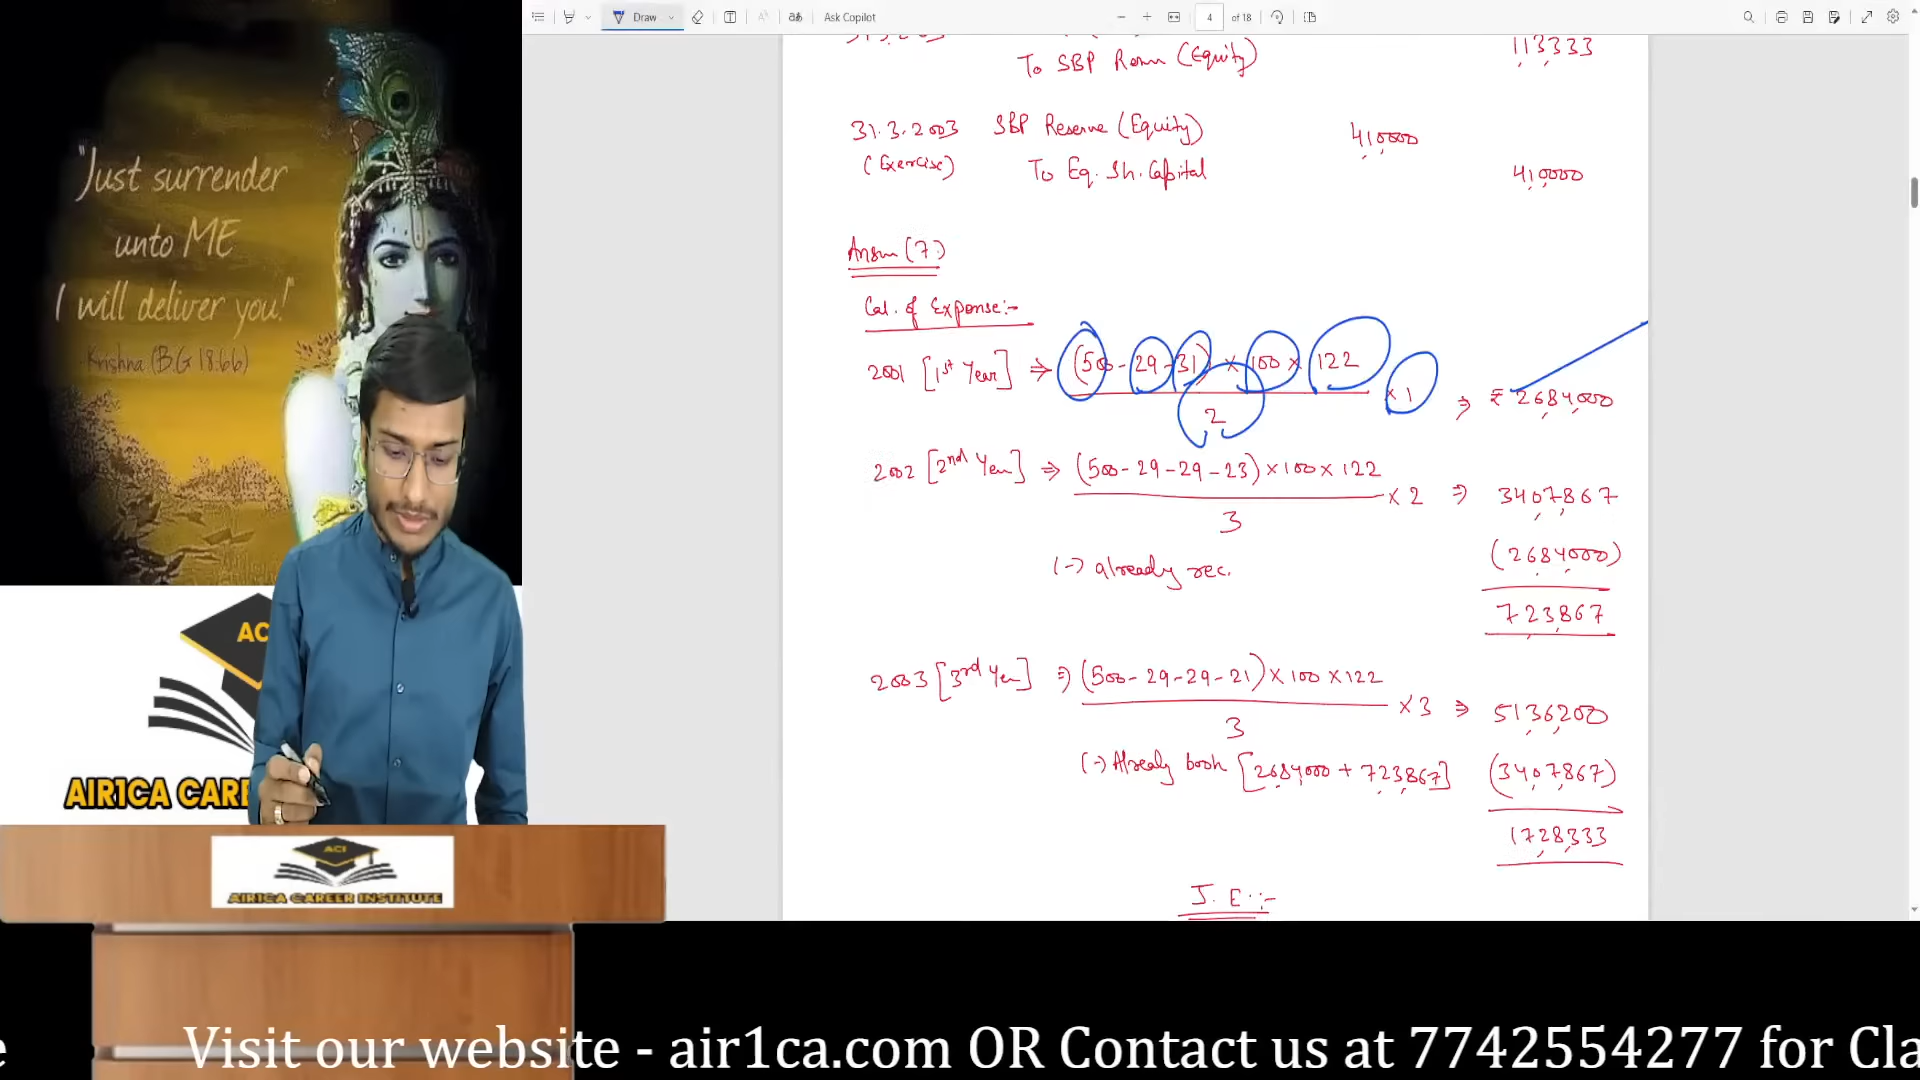 Draw
Ask Copilot
4 of 18
113333
To SBP Reserve (Equity)
31.3.2003 SBP Reserve (Equity) 410000
(Exercise) To Eq. Sh. Capital 410000
Answer (7)
Cal. of Expense:-
2001 [1st Year] ⇒ (500-29-31) × 100 × 122 / 2 × 1 ⇒ ₹ 2684000
2002 [2nd Year] ⇒ (500-29-29-23) × 100 × 122 / 3 × 2 ⇒ 3407867
(-) already rec. (2684000)
723867
2003 [3rd Year] ⇒ (500-29-29-21) × 100 × 122 / 3 × 3 ⇒ 5136200
(-) Already book [2684000 + 723867] (3407867)
1728333
J.E:-
"Just surrender
unto ME
I will deliver you!"
Krishna (B.G 18.66)
AC
AIR1CA CARE
ACI
AIR1CA CAREER INSTITUTE
e Visit our website - air1ca.com OR Contact us at 7742554277 for Cla